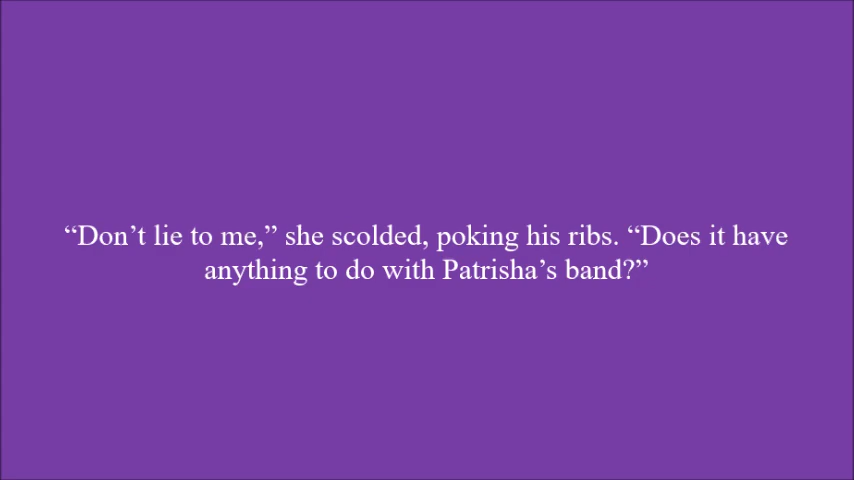 “Don’t lie to me,” she scolded, poking his ribs. “Does it have
anything to do with Patrisha’s band?”